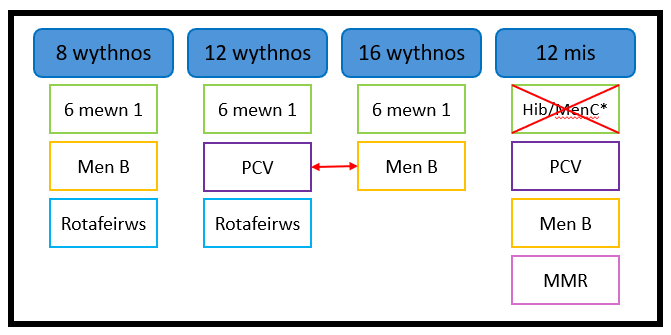 8 wythnos
12 wythnos
16 wythnos
12 mis
6 mewn 1
6 mewn 1
6 mewn 1
Hib/MenC*
Men B
PCV
Men B
PCV
Rotafeirws
Rotafeirws
Men B
MMR